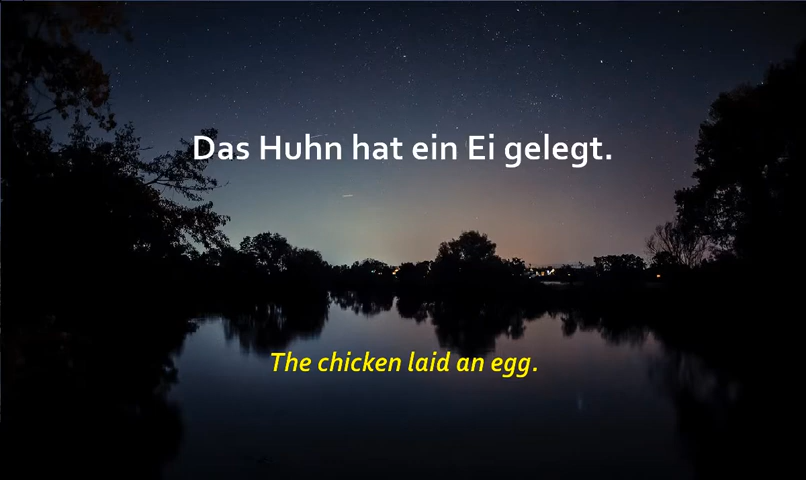 Das Huhn hat ein Ei gelegt.
The chicken laid an egg.